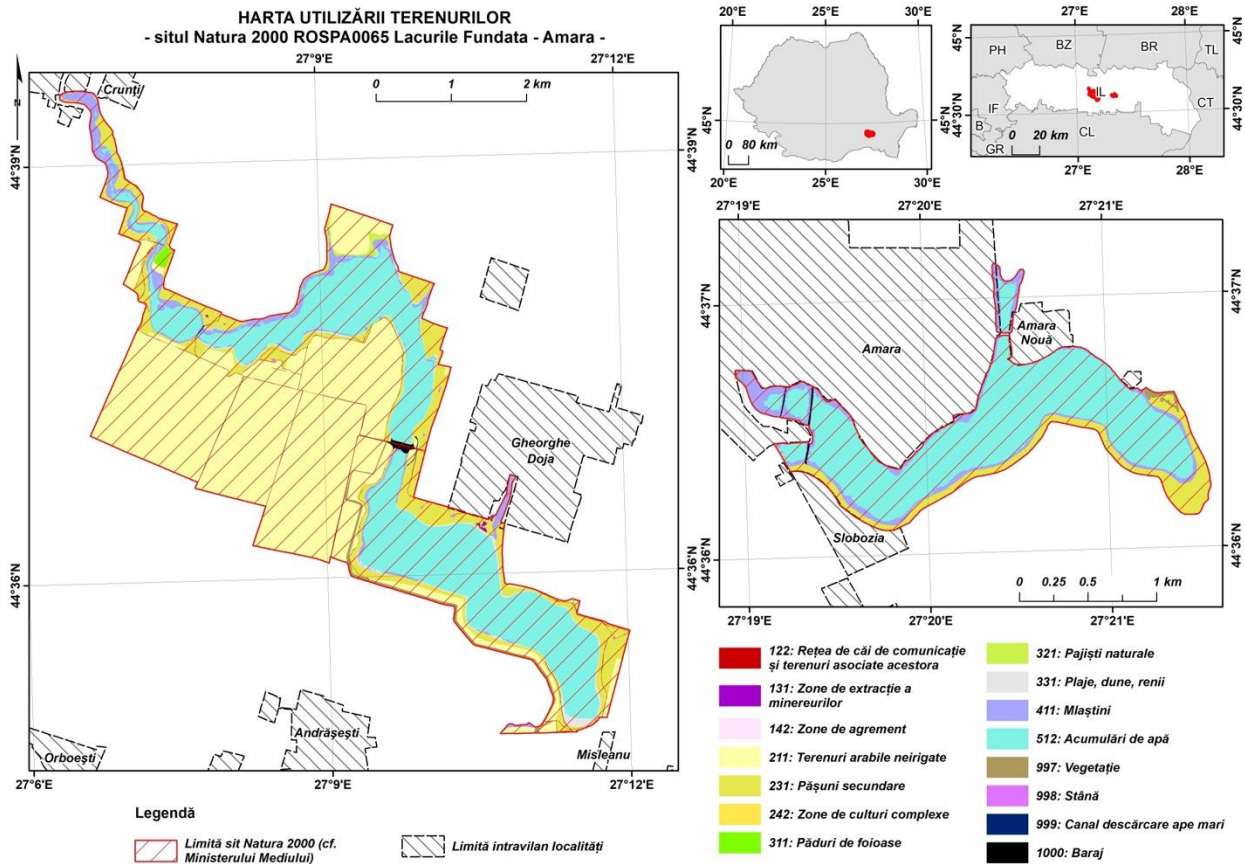 HARTA UTILIZĂRII TERENURILOR
- situl Natura 2000 ROSPA0065 Lacurile Fundata - Amara -
27°9'E
27°12'E
0 1 2 km
N
Crunți
44°39'N
44°39'N
Gheorghe
Doja
44°36'N
44°36'N
Andrășești
Orboești
Misleanu
27°6'E
27°9'E
27°12'E
20°E
25°E
30°E
45°N
45°N
0 80 km
20°E
25°E
30°E
27°E
28°E
45°N
45°N
PH
BZ
BR
TL
IL
IF
CT
B
CL
GR
44°30'N
44°30'N
0 20 km
27°E
28°E
27°19'E
27°20'E
27°21'E
44°37'N
44°37'N
Amara
Amara
Nouă
Slobozia
44°36'N
44°36'N
0 0.25 0.5 1 km
27°19'E
27°20'E
27°21'E
Legendă
Limită sit Natura 2000 (cf.
Ministerului Mediului)
Limită intravilan localități
122: Rețea de căi de comunicație
și terenuri asociate acestora
131: Zone de extracție a
minereurilor
142: Zone de agrement
211: Terenuri arabile neirigate
231: Pășuni secundare
242: Zone de culturi complexe
311: Păduri de foioase
321: Pajiști naturale
331: Plaje, dune, renii
411: Mlaștini
512: Acumulări de apă
997: Vegetație
998: Stână
999: Canal descărcare ape mari
1000: Baraj